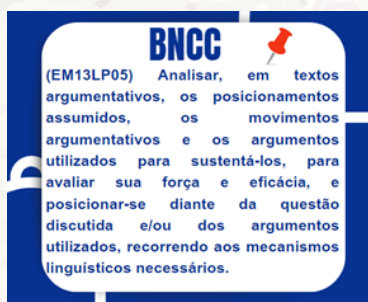 BNCC
(EM13LP05) Analisar, em textos
argumentativos, os posicionamentos
assumidos, os movimentos
argumentativos e os argumentos
utilizados para sustentá-los, para
avaliar sua força e eficácia, e
posicionar-se diante da questão
discutida e/ou dos argumentos
utilizados, recorrendo aos mecanismos
linguísticos necessários.